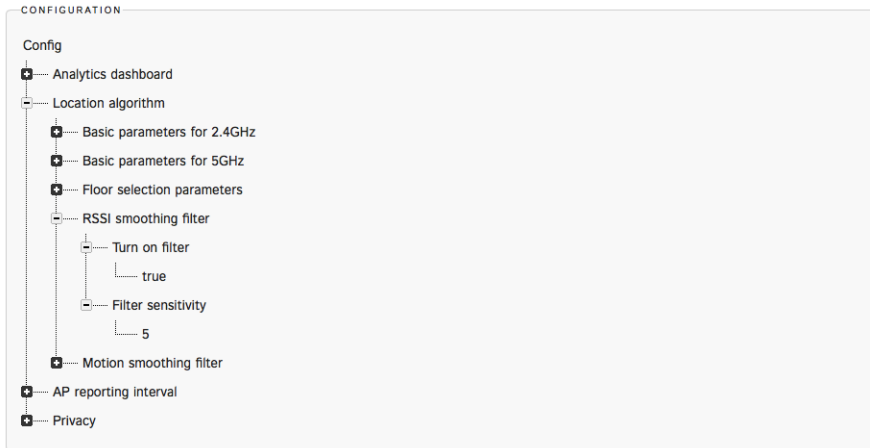 CONFIGURATION
Config
Analytics dashboard
Location algorithm
Basic parameters for 2.4GHz
Basic parameters for 5GHz
Floor selection parameters
RSSI smoothing filter
Turn on filter
true
Filter sensitivity
5
Motion smoothing filter
AP reporting interval
Privacy